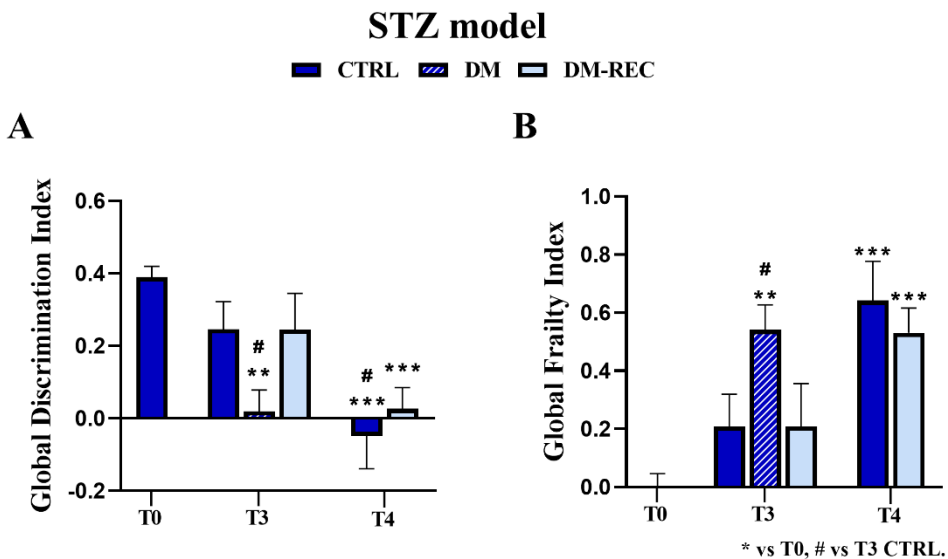 STZ model
CTRL DM DM-REC
A
B
Global Discrimination Index
0.6
0.4
0.2
0.0
-0.2
#
**
#
***
***
T0 T3 T4
Global Frailty Index
1.0
0.8
0.6
0.4
0.2
0.0
#
**
***
***
T0 T3 T4
* vs T0, # vs T3 CTRL.